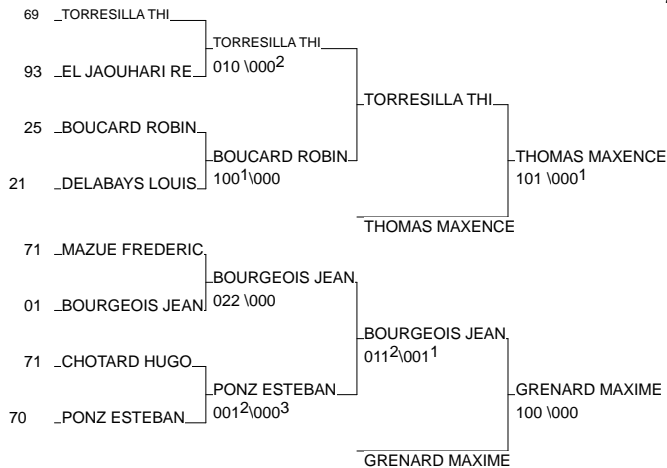 69 TORRESILLA THI
TORRESILLA THI
010 \000²
93 EL JAOUHARI RE
TORRESILLA THI
25 BOUCARD ROBIN
BOUCARD ROBIN
100¹\000
21 DELABAYS LOUIS
THOMAS MAXENCE
101 \000¹
THOMAS MAXENCE
71 MAZUE FREDERIC
BOURGEOIS JEAN
022 \000
01 BOURGEOIS JEAN
BOURGEOIS JEAN
011²\001¹
71 CHOTARD HUGO
PONZ ESTEBAN
001²\000³
70 PONZ ESTEBAN
GRENARD MAXIME
100 \000
GRENARD MAXIME